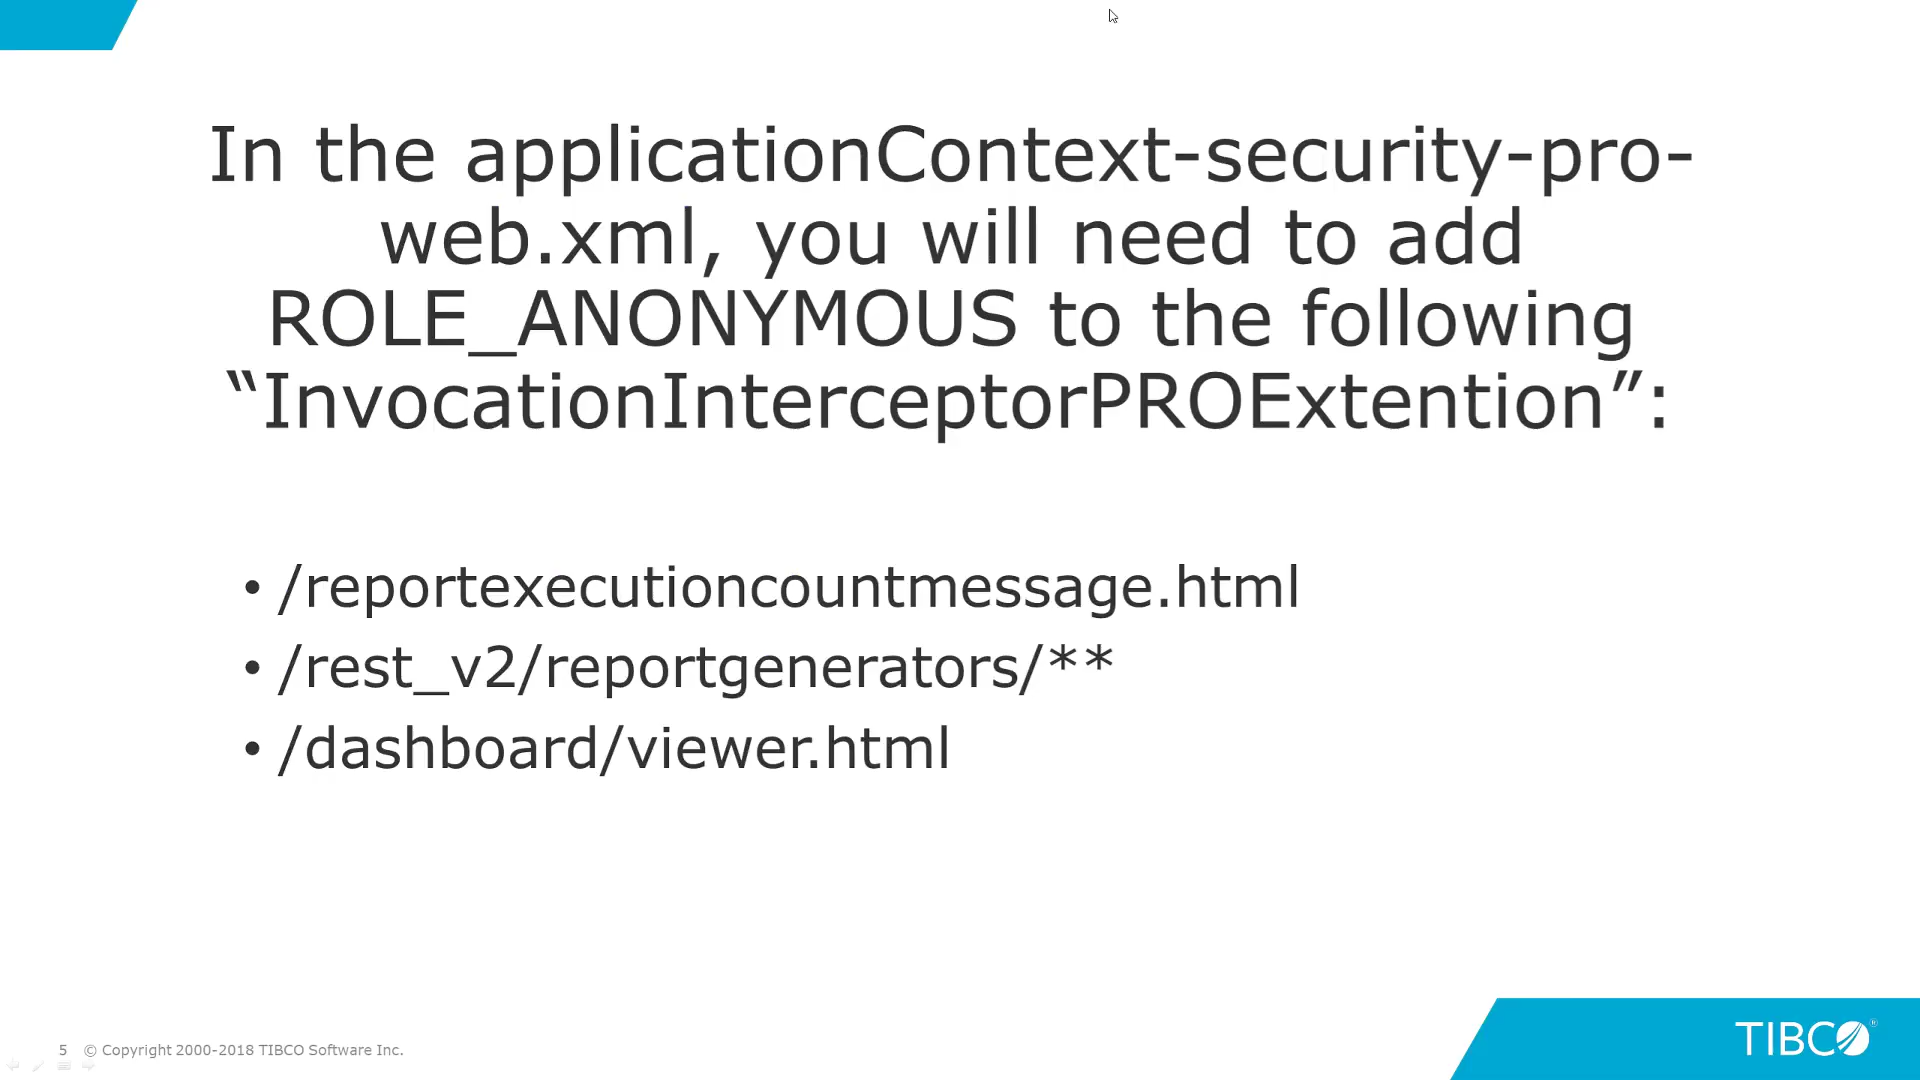 In the applicationContext-security-pro-
web.xml, you will need to add
ROLE_ANONYMOUS to the following
“InvocationInterceptorPROExtention”:
• /reportexecutioncountmessage.html
• /rest_v2/reportgenerators/**
• /dashboard/viewer.html
5 © Copyright 2000-2018 TIBCO Software Inc.
TIBCO®